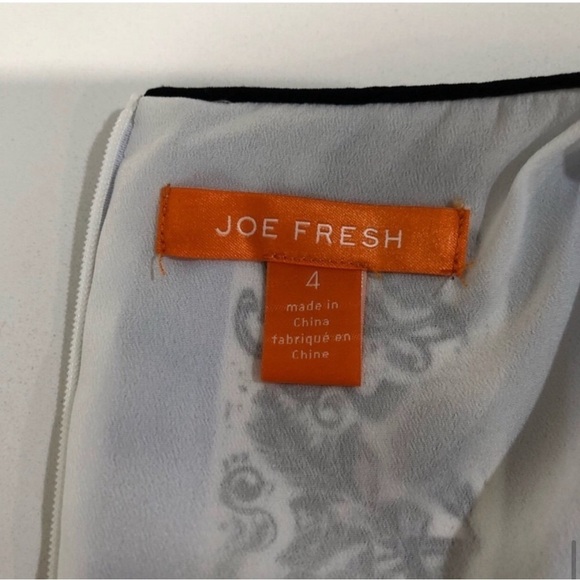 JOE FRESH
4
made in
China
fabriqué en
Chine